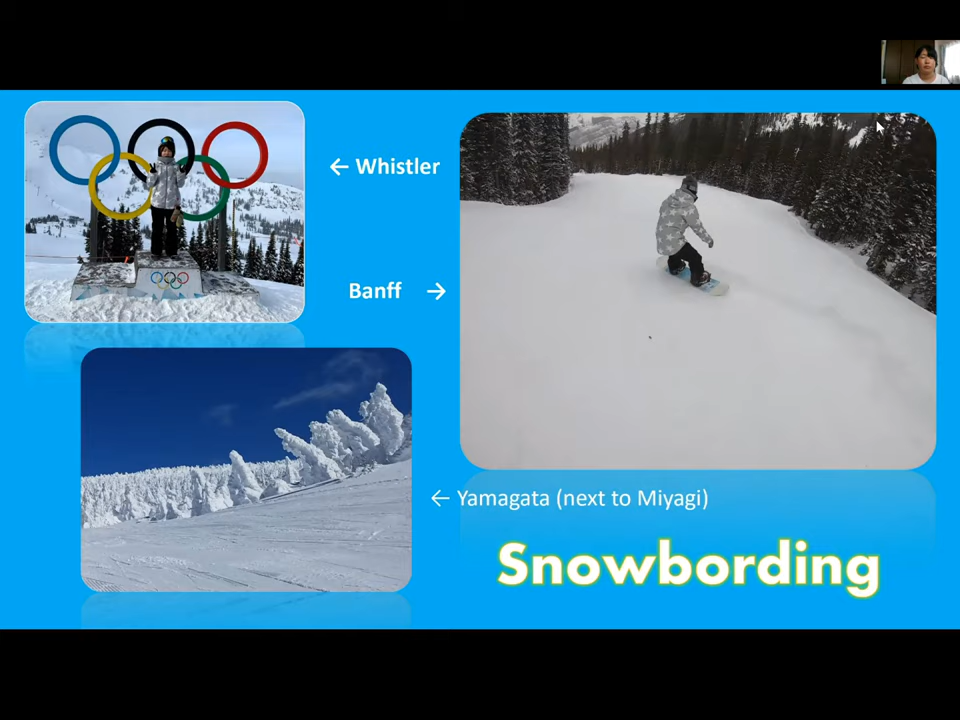 ← Whistler
Banff →
← Yamagata (next to Miyagi)
Snowbording